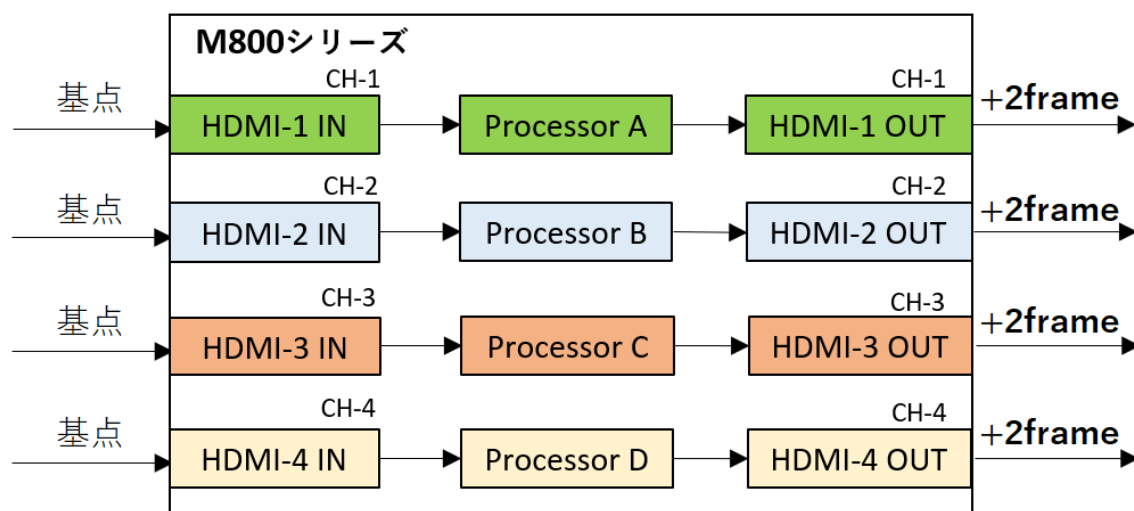 M800シリーズ
CH-1 CH-1
基点 HDMI-1 IN Processor A HDMI-1 OUT +2frame
CH-2 CH-2
基点 HDMI-2 IN Processor B HDMI-2 OUT +2frame
CH-3 CH-3
基点 HDMI-3 IN Processor C HDMI-3 OUT +2frame
CH-4 CH-4
基点 HDMI-4 IN Processor D HDMI-4 OUT +2frame